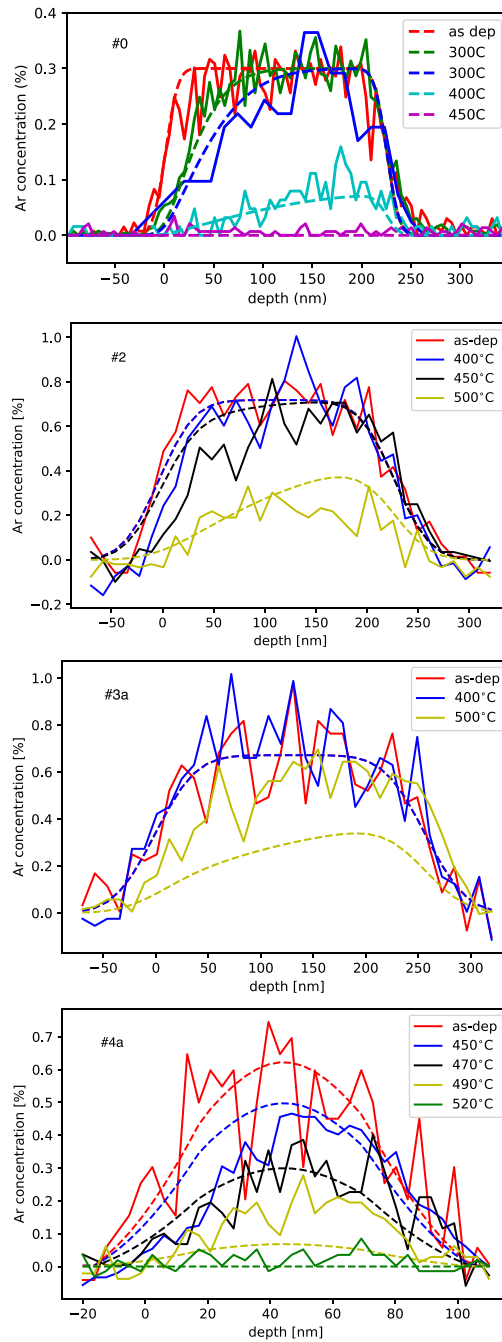 #0
as dep
300C
300C
400C
450C
Ar concentration (%)
0.4
0.3
0.2
0.1
0.0
−50 0 50 100 150 200 250 300
depth (nm)
#2
as-dep
400°C
450°C
500°C
Ar concentration [%]
1.0
0.8
0.6
0.4
0.2
0.0
−0.2
−50 0 50 100 150 200 250 300
depth [nm]
#3a
as-dep
400°C
500°C
Ar concentration [%]
1.0
0.8
0.6
0.4
0.2
0.0
−50 0 50 100 150 200 250 300
depth [nm]
#4a
as-dep
450°C
470°C
490°C
520°C
Ar concentration [%]
0.7
0.6
0.5
0.4
0.3
0.2
0.1
0.0
−20 0 20 40 60 80 100
depth [nm]